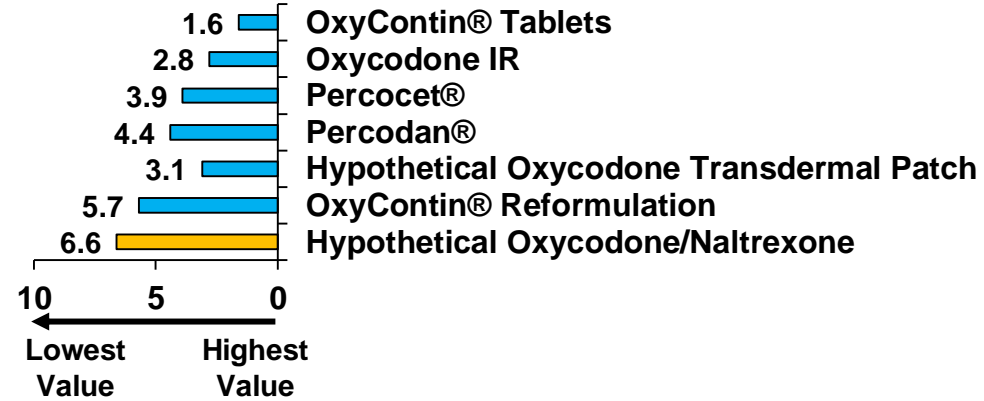 1.6 OxyContin® Tablets
2.8 Oxycodone IR
3.9 Percocet®
4.4 Percodan®
3.1 Hypothetical Oxycodone Transdermal Patch
5.7 OxyContin® Reformulation
6.6 Hypothetical Oxycodone/Naltrexone
10 5 0
Lowest Highest
Value Value